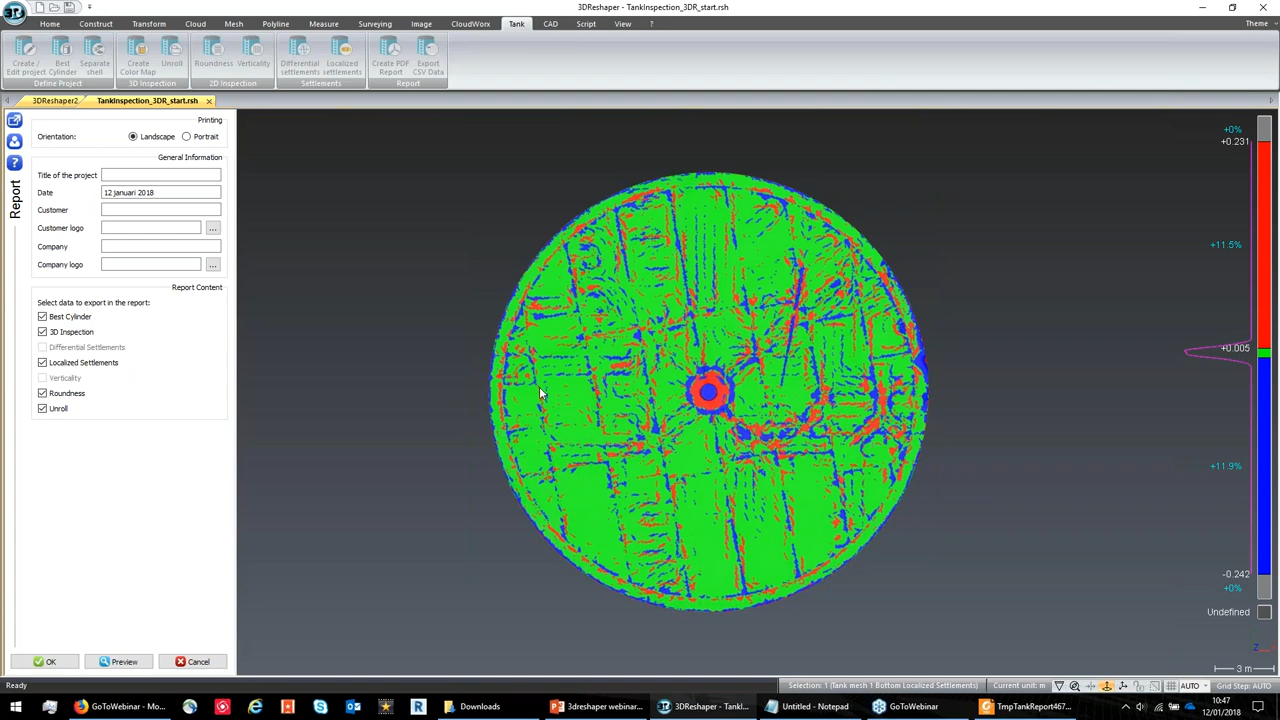 3DReshaper - TankInspection_3DR_start.rsh
Home Construct Transform Cloud Mesh Polyline Measure Surveying Image CloudWorx Tank CAD Script View ? Theme
Create / Edit project Best Cylinder Separate shell Create Color Map Unroll Roundness Verticality Differential settlements Localized settlements Create PDF Report Export CSV Data
Define Project 3D Inspection 2D Inspection Settlements Report
3DReshaper2 TankInspection_3DR_start.rsh
Report
Printing
Orientation: Landscape Portrait
General Information
Title of the project
Date 12 januari 2018
Customer
Customer logo ...
Company
Company logo ...
Report Content
Select data to export in the report:
Best Cylinder
3D Inspection
Differential Settlements
Localized Settlements
Verticality
Roundness
Unroll
OK Preview Cancel
+0%
+0.231
+11.5%
+0.005
+11.9%
-0.242
+0%
Undefined
Z
3 m
Ready Selection: 1 (Tank mesh 1 Bottom Localized Settlements) Current unit: m AUTO Grid Step: AUTO
GoToWebinar - Mo... Downloads 3dreshaper webinar... 3DReshaper - TankI... Untitled - Notepad GoToWebinar TmpTankReport467... 10:47
12/01/2018